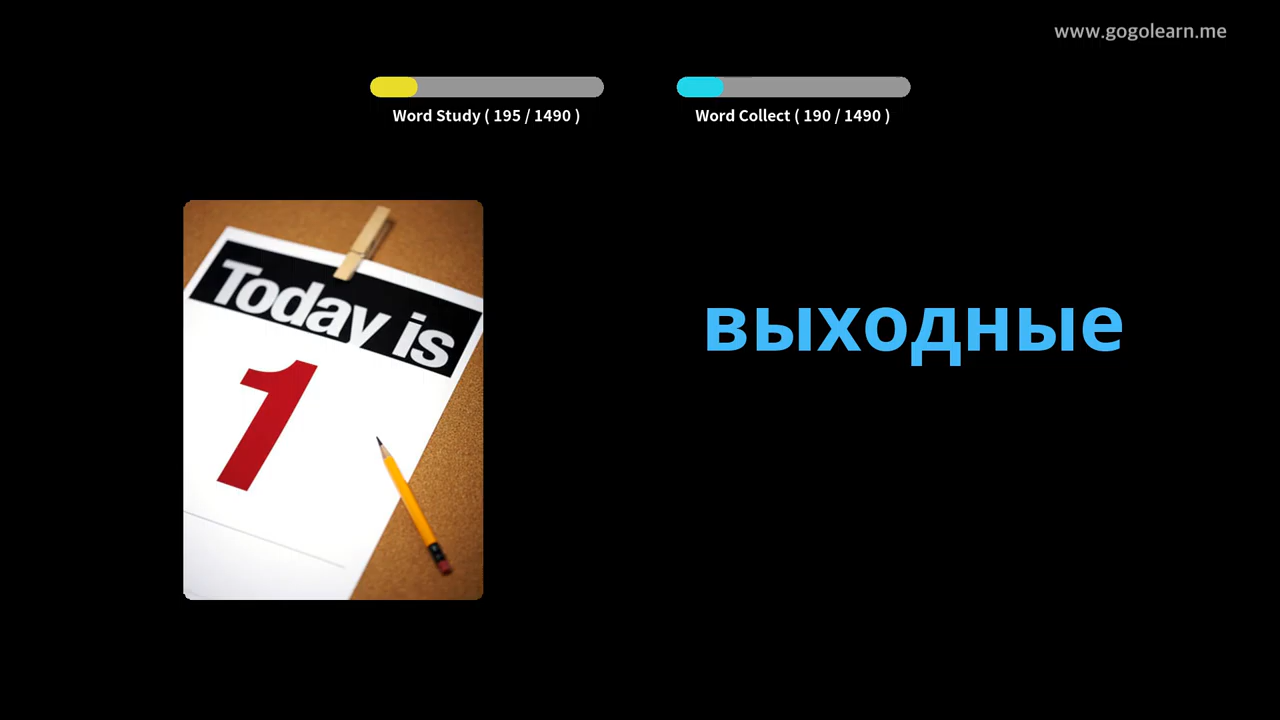 www.gogolearn.me
Word Study ( 195 / 1490 )
Word Collect ( 190 / 1490 )
Today is
1
выходные